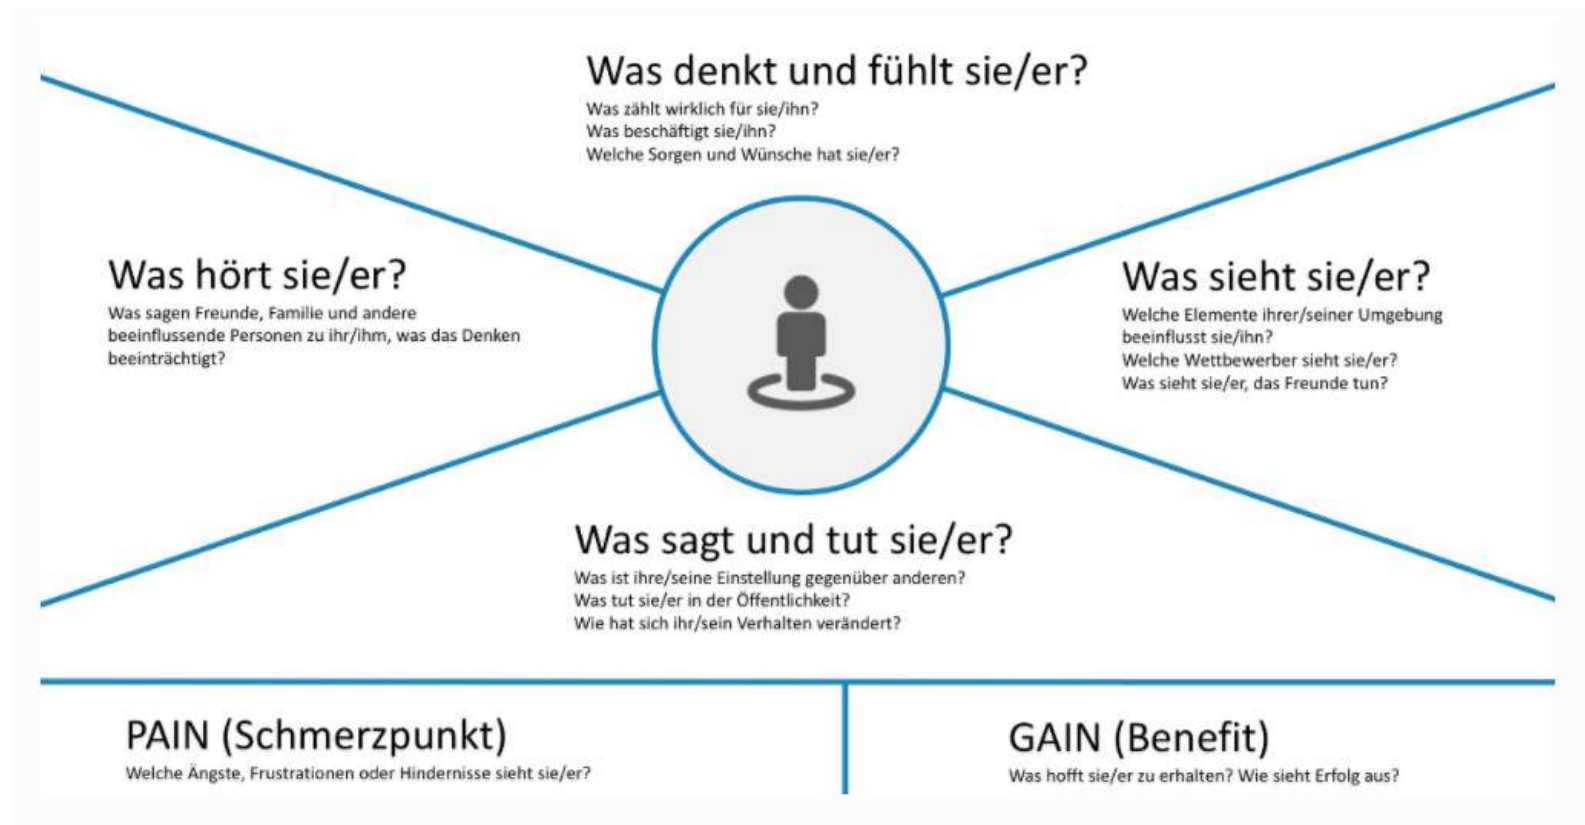 Was denkt und fühlt sie/er?
Was zählt wirklich für sie/ihn?
Was beschäftigt sie/ihn?
Welche Sorgen und Wünsche hat sie/er?
Was hört sie/er?
Was sagen Freunde, Familie und andere
beeinflussende Personen zu ihr/ihm, was das Denken
beeinträchtigt?
Was sieht sie/er?
Welche Elemente ihrer/seiner Umgebung
beeinflusst sie/ihn?
Welche Wettbewerber sieht sie/er?
Was sieht sie/er, das Freunde tun?
Was sagt und tut sie/er?
Was ist ihre/seine Einstellung gegenüber anderen?
Was tut sie/er in der Öffentlichkeit?
Wie hat sich ihr/sein Verhalten verändert?
PAIN (Schmerzpunkt)
Welche Ängste, Frustrationen oder Hindernisse sieht sie/er?
GAIN (Benefit)
Was hofft sie/er zu erhalten? Wie sieht Erfolg aus?